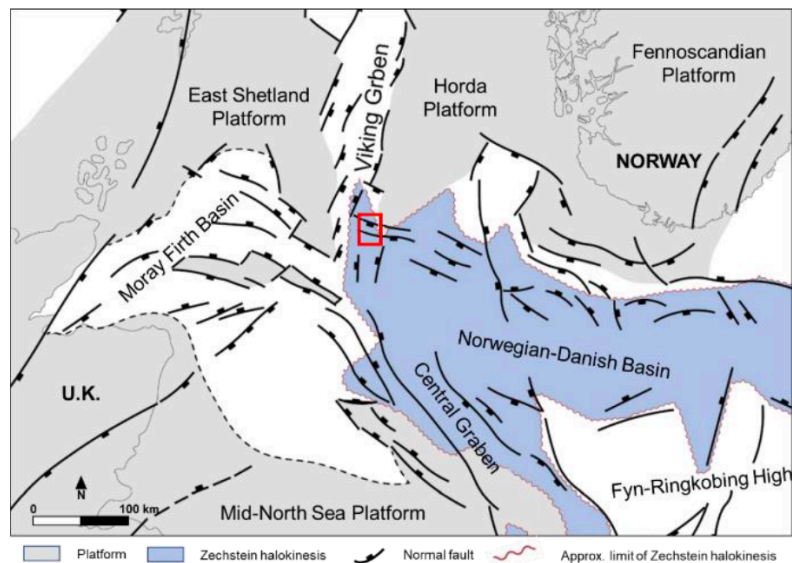 Fennoscandian
Platform
East Shetland
Platform
Viking Grben
Horda
Platform
NORWAY
Moray Firth Basin
Norwegian-Danish Basin
U.K.
Central Graben
Fyn-Ringkobing High
N
0 100 km
Mid-North Sea Platform
Platform Zechstein halokinesis Normal fault Approx. limit of Zechstein halokinesis